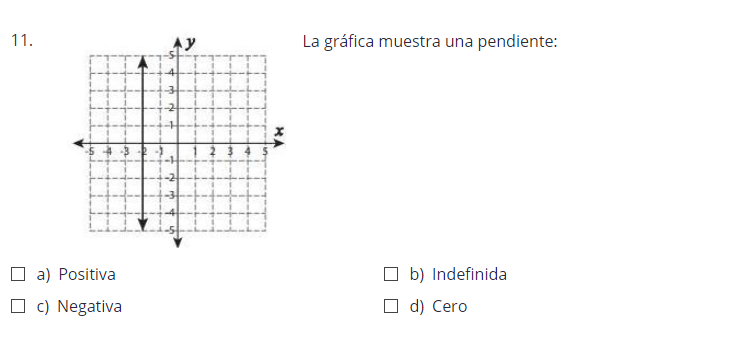 11.
La gráfica muestra una pendiente:
y
5
4
3
2
1
x
-5 -4 -3 -2 -1 1 2 3 4 5
-1
-2
-3
-4
-5
a) Positiva
b) Indefinida
c) Negativa
d) Cero